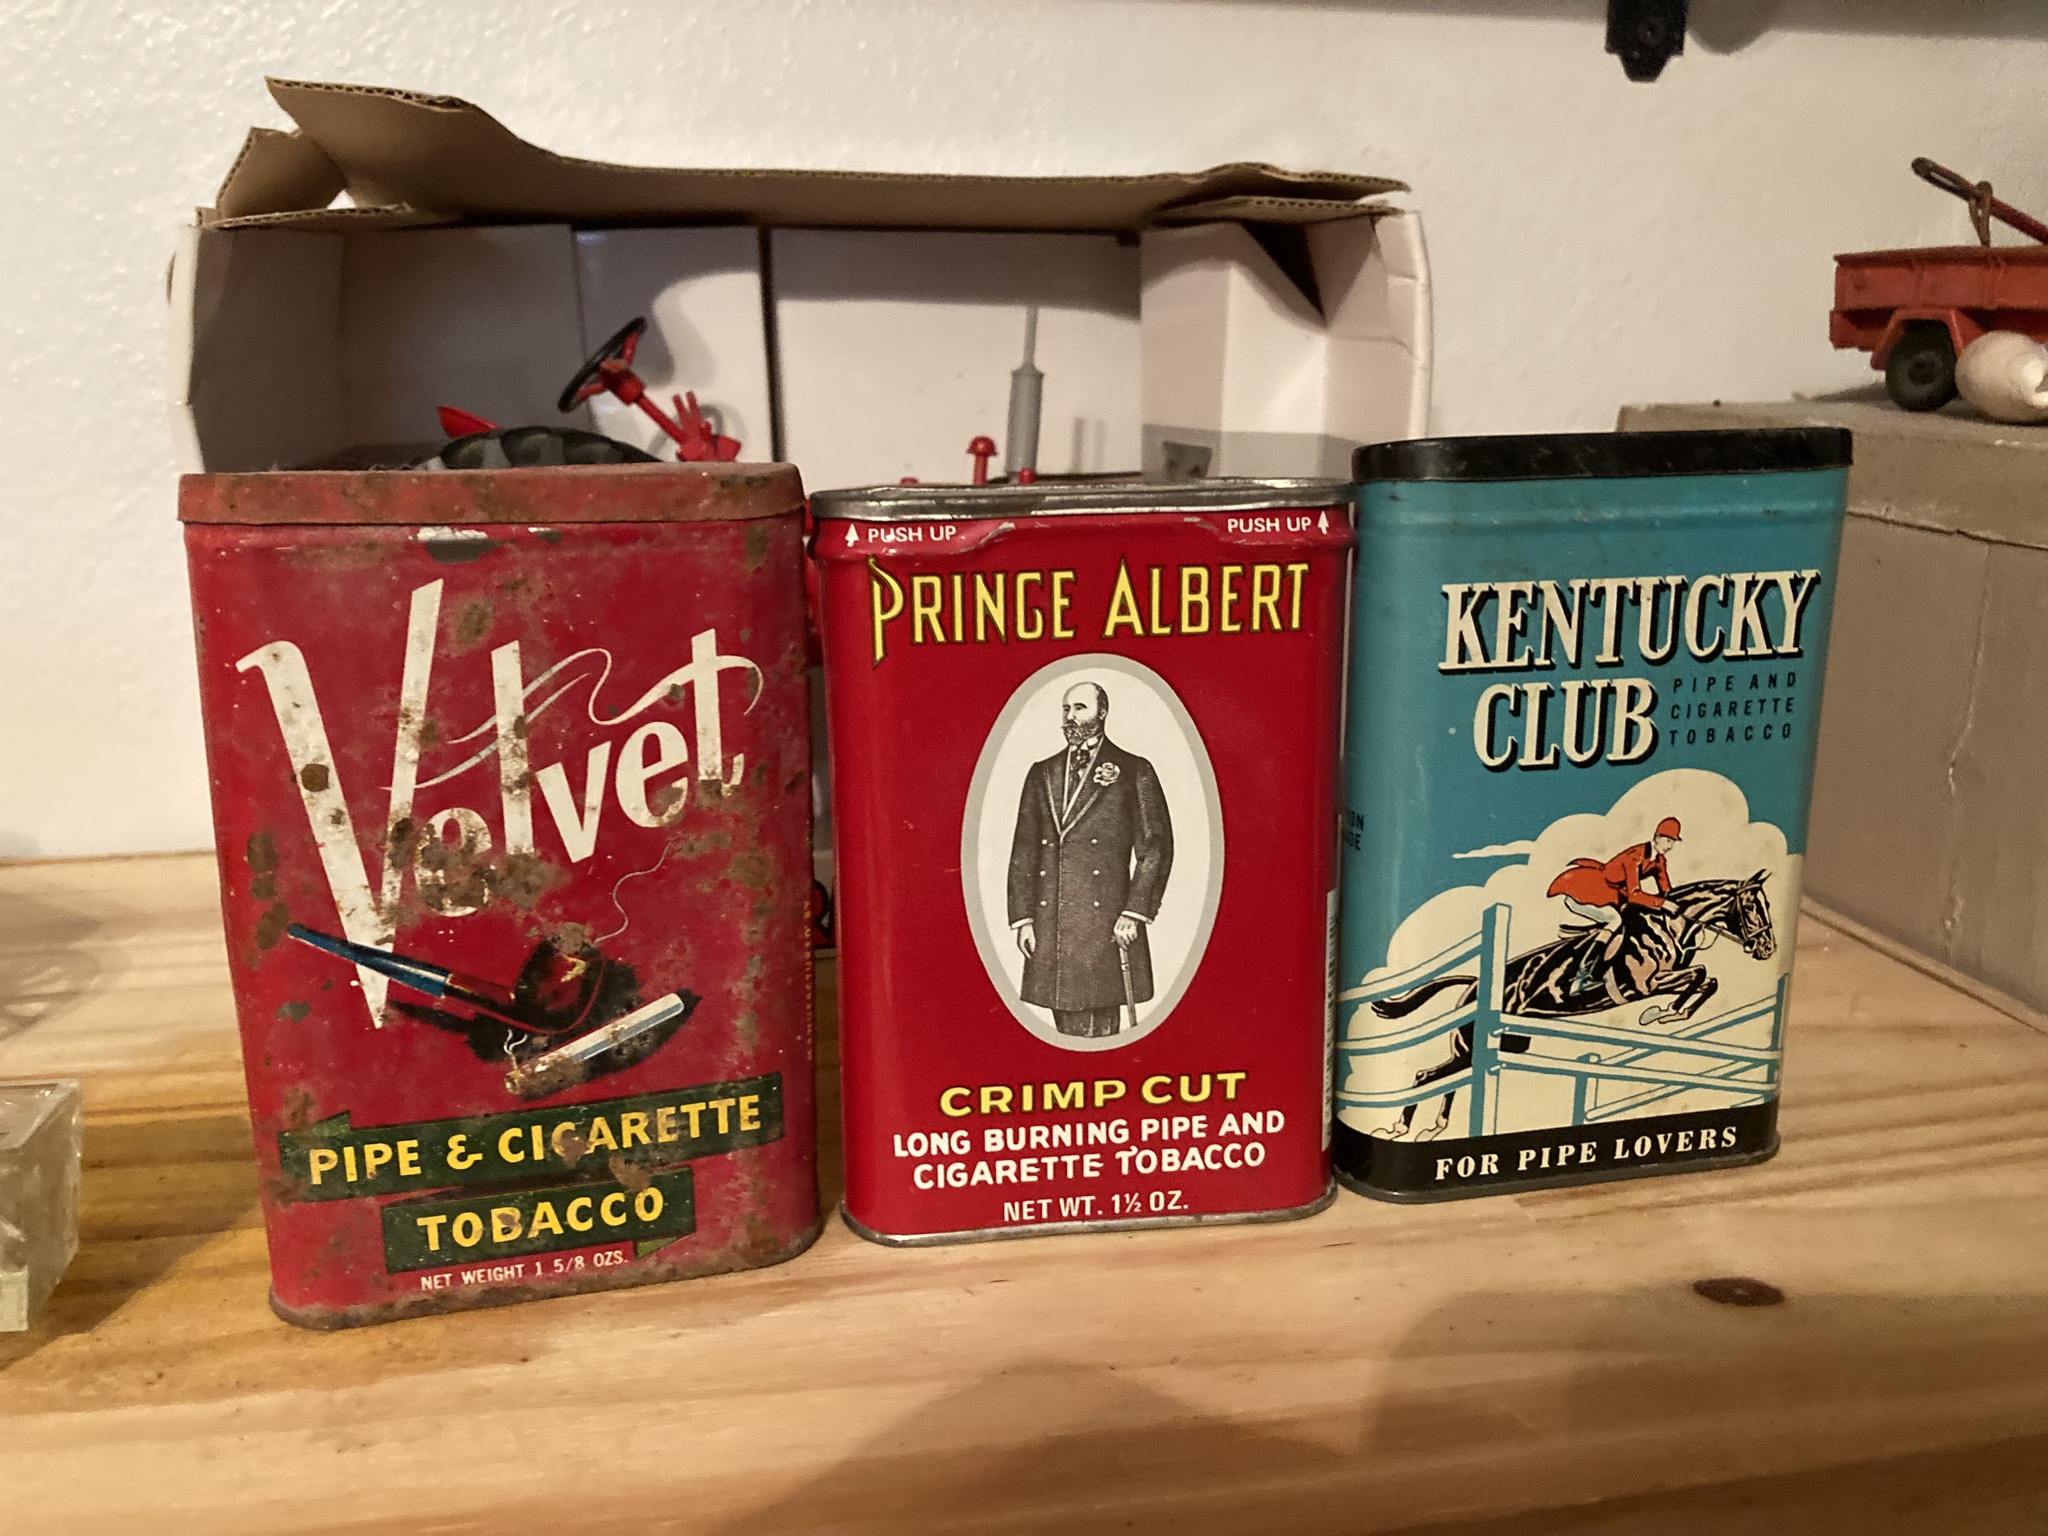 Velvet
PIPE & CIGARETTE
TOBACCO
NET WEIGHT 1 5/8 OZS.
MANUFACTURED BY
PUSH UP
PUSH UP
PRINCE ALBERT
CRIMP CUT
LONG BURNING PIPE AND
CIGARETTE TOBACCO
NET WT. 1½ OZ.
KENTUCKY
CLUB
PIPE AND
CIGARETTE
TOBACCO
FOR PIPE LOVERS